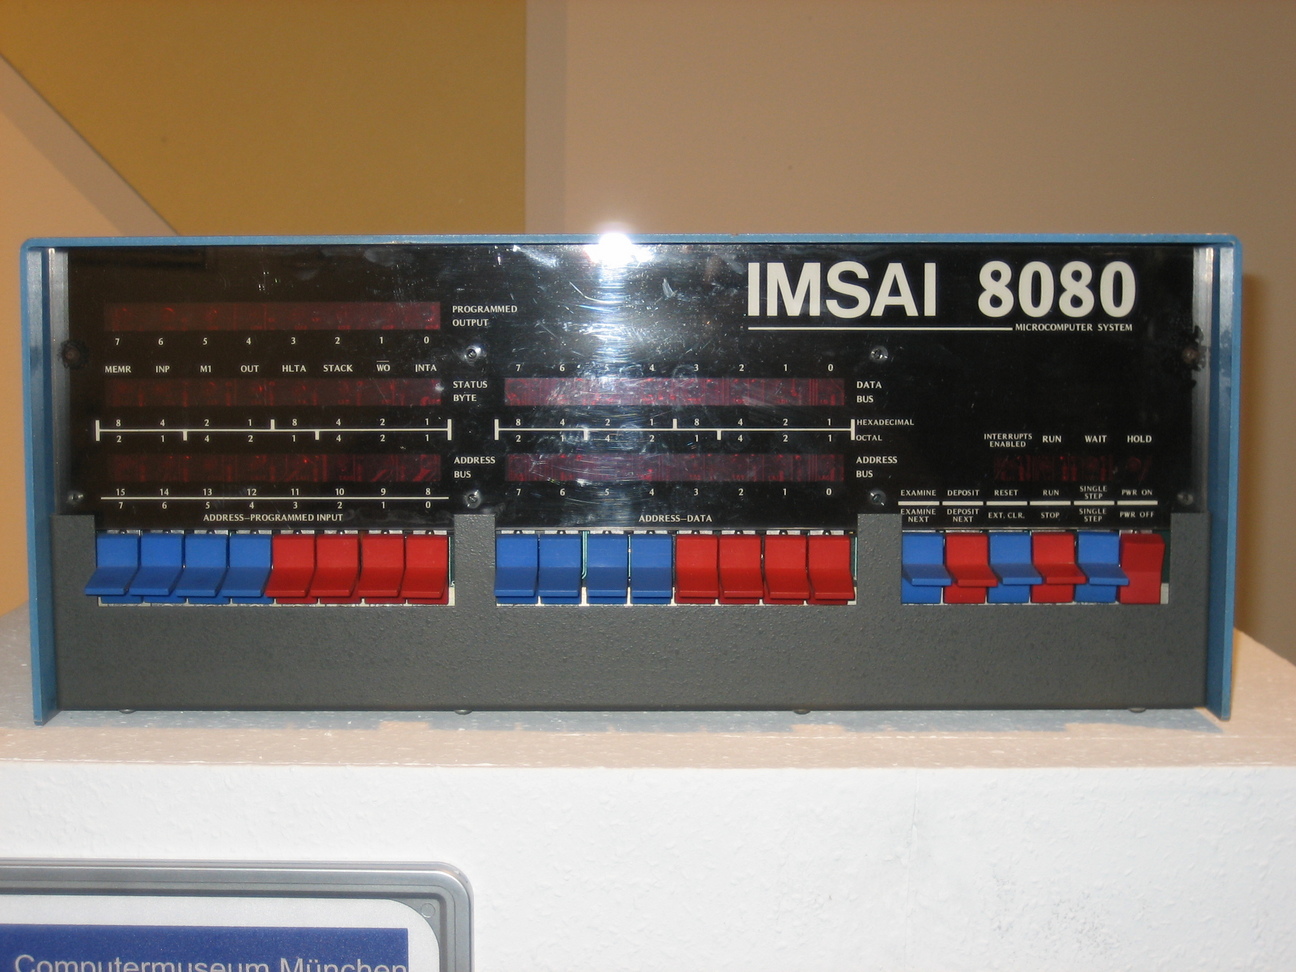 IMSAI 8080
MICROCOMPUTER SYSTEM
PROGRAMMED
OUTPUT
7 6 5 4 3 2 1 0
MEMR INP M1 OUT HLTA STACK WO INTA
STATUS
BYTE
7 6 5 4 3 2 1 0
DATA
BUS
8 4 2 1 8 4 2 1
2 1 4 2 1 4 2 1
8 4 2 1 8 4 2 1
2 1 4 2 1 4 2 1
HEXADECIMAL
OCTAL
ADDRESS
BUS
ADDRESS
BUS
INTERRUPTS
ENABLED
RUN WAIT HOLD
15 14 13 12 11 10 9 8
7 6 5 4 3 2 1 0
ADDRESS–PROGRAMMED INPUT
7 6 5 4 3 2 1 0
ADDRESS–DATA
EXAMINE DEPOSIT RESET RUN SINGLE STEP PWR ON
EXAMINE NEXT DEPOSIT NEXT EXT. CLR. STOP SINGLE STEP PWR OFF
Computermuseum München